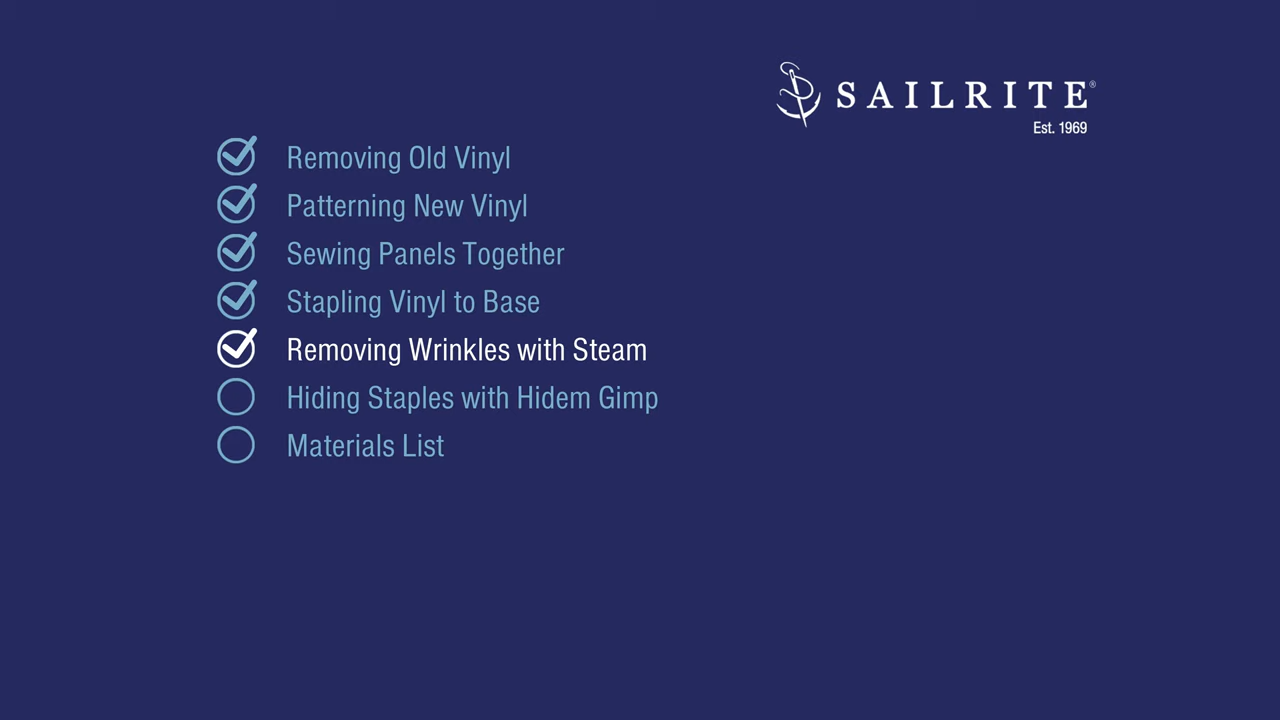 SAILRITE®
Est. 1969
Removing Old Vinyl
Patterning New Vinyl
Sewing Panels Together
Stapling Vinyl to Base
Removing Wrinkles with Steam
Hiding Staples with Hidem Gimp
Materials List